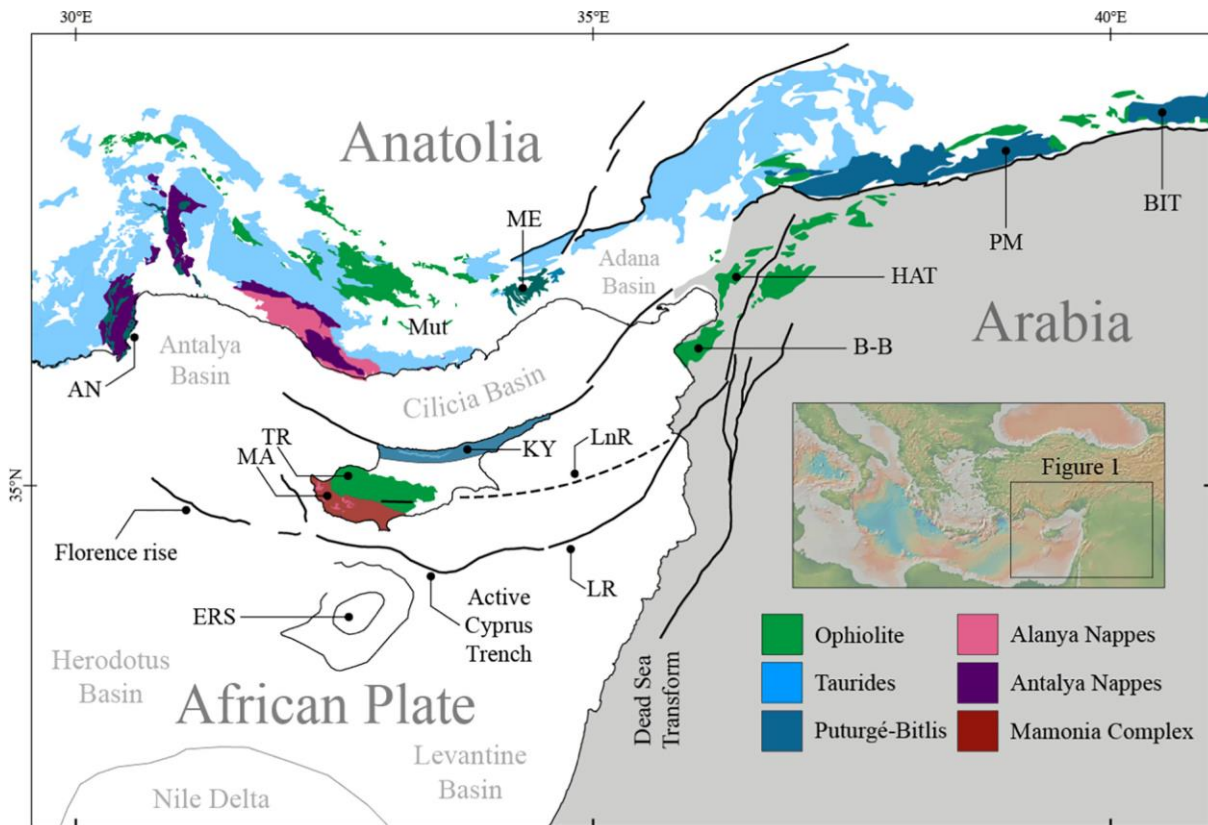 30°E
35°E
40°E
Anatolia
ME
BIT
PM
Adana
Basin
HAT
Mut
Arabia
B-B
Antalya
Basin
AN
Cilicia Basin
TR
MA
KY
LnR
35°N
Figure 1
Florence rise
LR
Active
Cyprus
Trench
ERS
Herodotus
Basin
African Plate
Dead Sea
Transform
Levantine
Basin
Nile Delta
Ophiolite
Alanya Nappes
Taurides
Antalya Nappes
Puturgé-Bitlis
Mamonia Complex